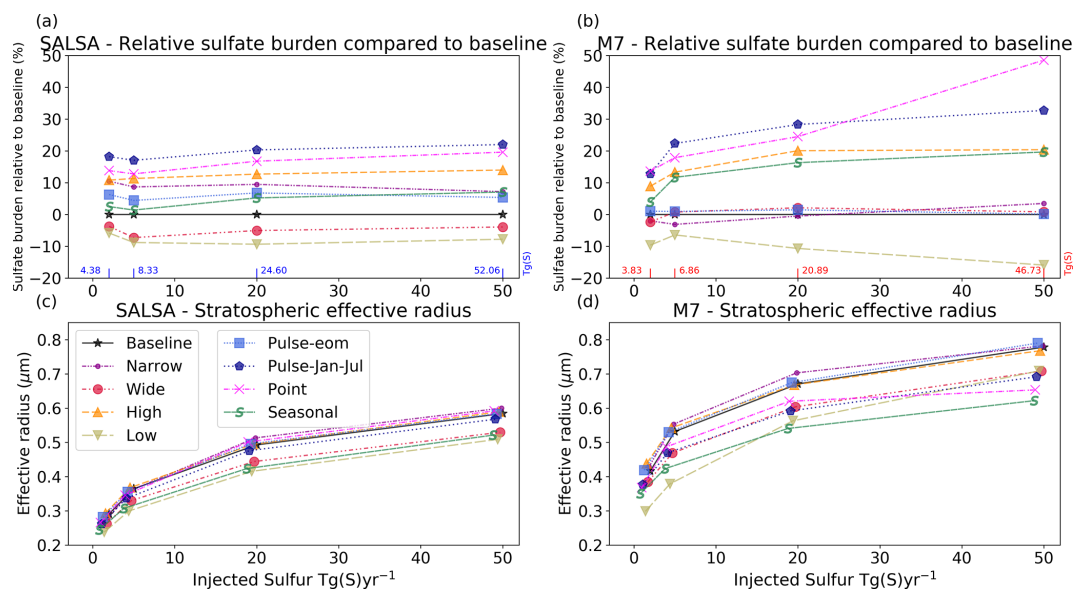 (a)
SALSA - Relative sulfate burden compared to baseline
Sulfate burden relative to baseline (%)
50
40
30
20
10
0
−10
−20
4.38
8.33
24.60
52.06
Tg(S)
0 10 20 30 40 50
(b)
M7 - Relative sulfate burden compared to baseline
Sulfate burden relative to baseline (%)
50
40
30
20
10
0
−10
−20
3.83
6.86
20.89
46.73
Tg(S)
0 10 20 30 40 50
(c)
SALSA - Stratospheric effective radius
Effective radius (μm)
0.8
0.7
0.6
0.5
0.4
0.3
0.2
Baseline
Narrow
Wide
High
Low
Pulse-eom
Pulse-Jan-Jul
Point
Seasonal
0 10 20 30 40 50
Injected Sulfur Tg(S)yr⁻¹
(d)
M7 - Stratospheric effective radius
Effective radius (μm)
0.8
0.7
0.6
0.5
0.4
0.3
0.2
0 10 20 30 40 50
Injected Sulfur Tg(S)yr⁻¹